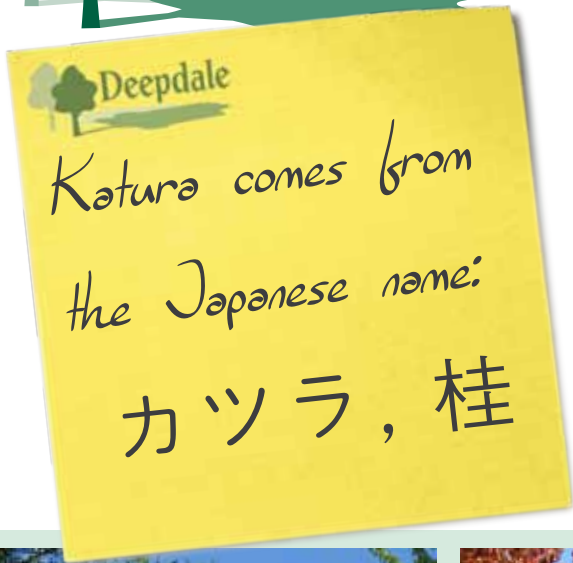 Deepdale
Katura comes from
the Japanese name:
カツラ, 桂